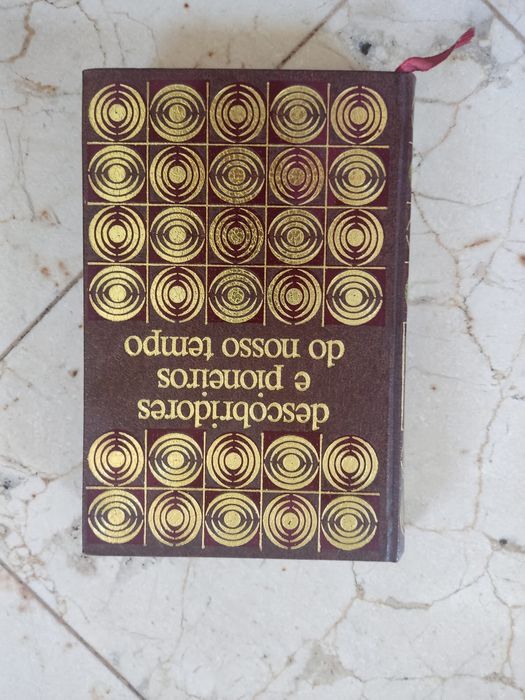 descobridores
e pioneiros
do nosso tempo